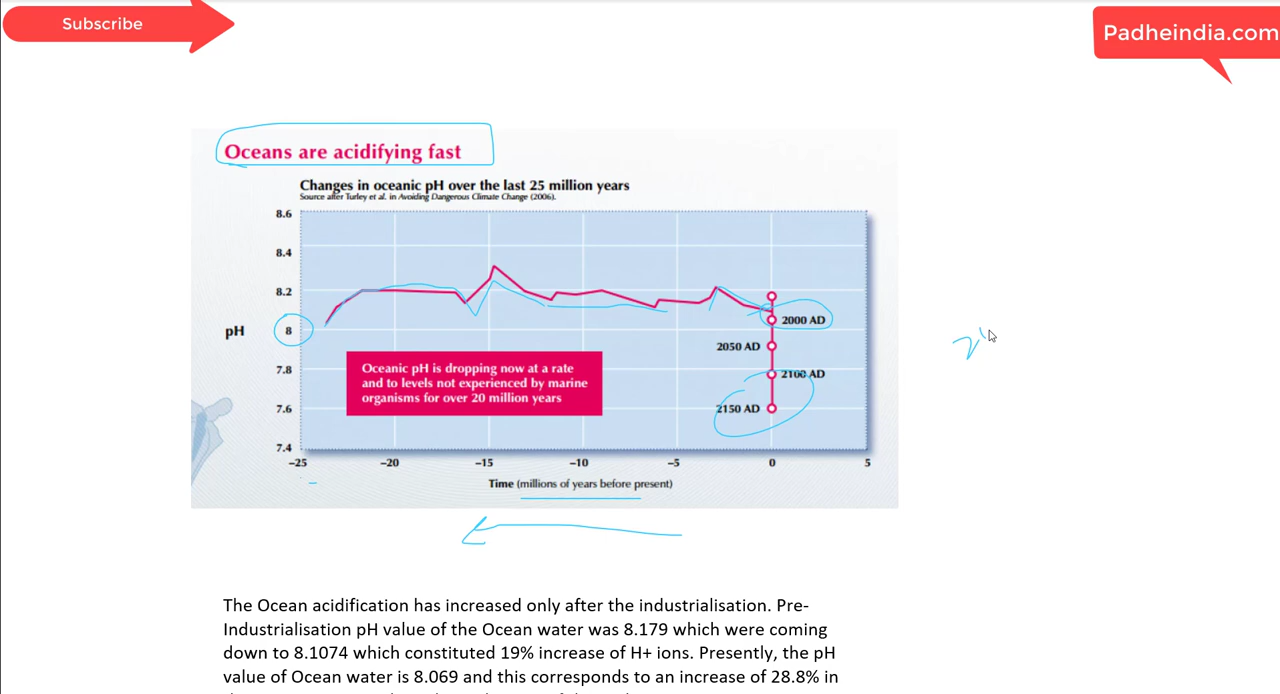 Subscribe
Padheindia.com
Oceans are acidifying fast
Changes in oceanic pH over the last 25 million years
Source after Turley et al. in Avoiding Dangerous Climate Change (2006).
8.6
8.4
8.2
pH 8
7.8
7.6
7.4
2000 AD
2050 AD
2100 AD
2150 AD
Oceanic pH is dropping now at a rate
and to levels not experienced by marine
organisms for over 20 million years
-25 -20 -15 -10 -5 0 5
Time (millions of years before present)
The Ocean acidification has increased only after the industrialisation. Pre-
Industrialisation pH value of the Ocean water was 8.179 which were coming
down to 8.1074 which constituted 19% increase of H+ ions. Presently, the pH
value of Ocean water is 8.069 and this corresponds to an increase of 28.8% in